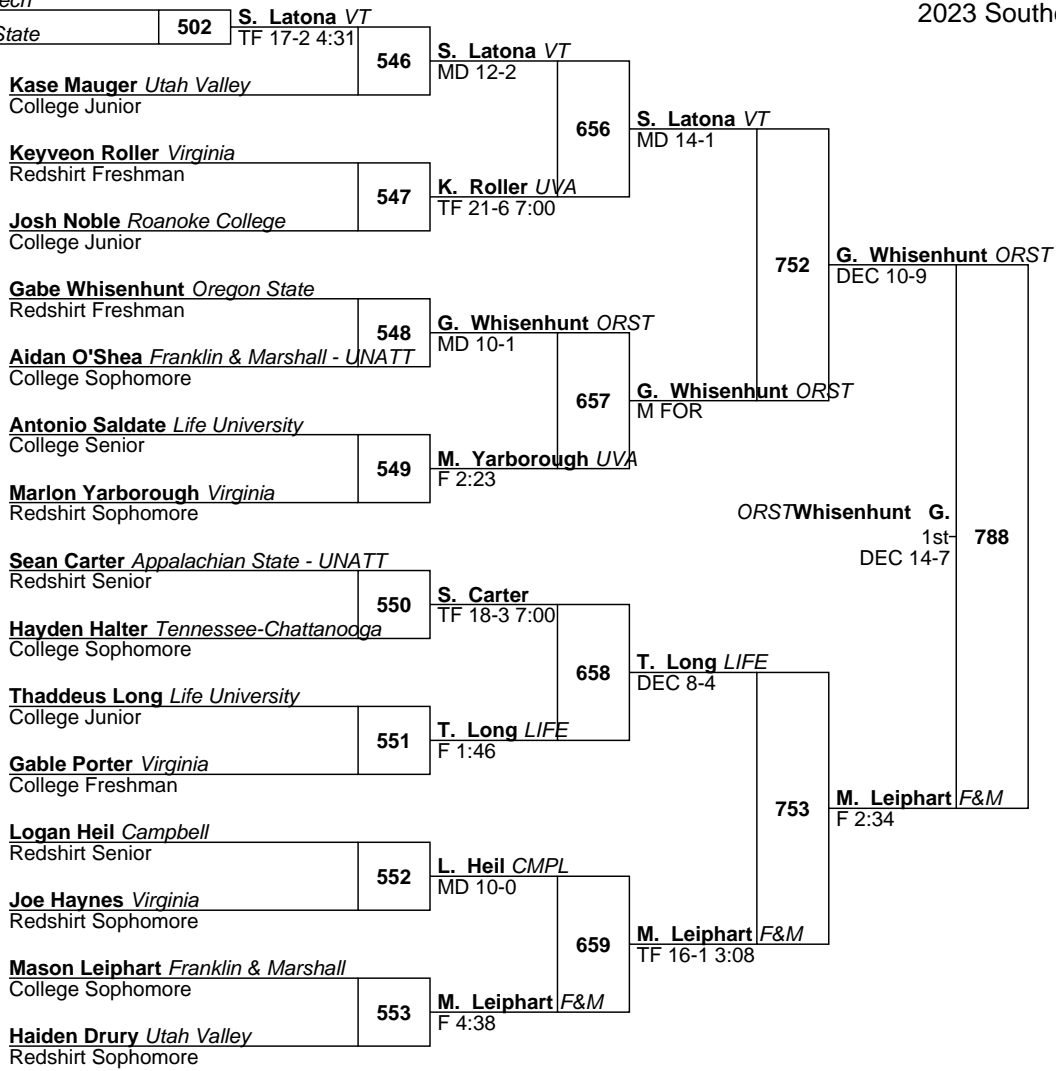 2023
State
502
S. Latona VT
TF 17-2 4:31
546
S. Latona VT
MD 12-2
Kase Mauger Utah Valley
College Junior
656
S. Latona VT
MD 14-1
Keyveon Roller Virginia
Redshirt Freshman
547
K. Roller UVA
TF 21-6 7:00
Josh Noble Roanoke College
College Junior
752
G. Whisenhunt ORST
DEC 10-9
Gabe Whisenhunt Oregon State
Redshirt Freshman
548
G. Whisenhunt ORST
MD 10-1
Aidan O'Shea Franklin & Marshall - UNATT
College Sophomore
657
G. Whisenhunt ORST
M FOR
Antonio Saldate Life University
College Senior
549
M. Yarborough UVA
F 2:23
Marlon Yarborough Virginia
Redshirt Sophomore
ORSTWhisenhunt G.
1st
DEC 14-7
788
Sean Carter Appalachian State - UNATT
Redshirt Senior
550
S. Carter
TF 18-3 7:00
Hayden Halter Tennessee-Chattanooga
College Sophomore
658
T. Long LIFE
DEC 8-4
Thaddeus Long Life University
College Junior
551
T. Long LIFE
F 1:46
Gable Porter Virginia
College Freshman
753
M. Leiphart F&M
F 2:34
Logan Heil Campbell
Redshirt Senior
552
L. Heil CMPL
MD 10-0
Joe Haynes Virginia
Redshirt Sophomore
659
M. Leiphart F&M
TF 16-1 3:08
Mason Leiphart Franklin & Marshall
College Sophomore
553
M. Leiphart F&M
F 4:38
Haiden Drury Utah Valley
Redshirt Sophomore